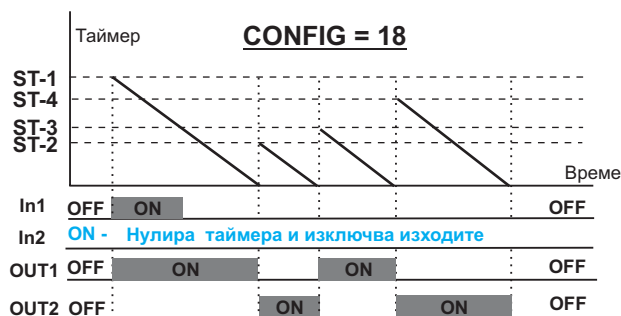 Таймер
CONFIG = 18
ST-1
ST-4
ST-3
ST-2
Време
In1 OFF ON OFF
In2 ON - Нулира таймера и изключва изходите
OUT1 OFF ON ON OFF
OUT2 OFF ON ON OFF